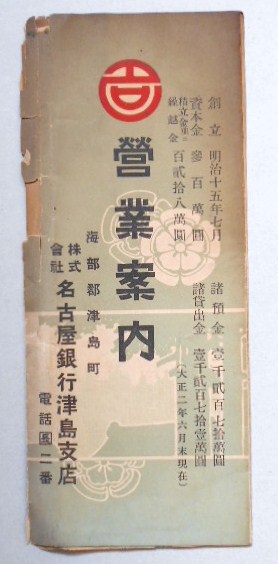 創立 明治十五年七月
資本金 參百萬圓
積立金並ニ繰越金 百貳拾八萬圓
諸預金 壹千貳百七拾萬圓
諸貸出金 壹千貳百七拾壹萬圓
(大正二年六月末現在)
營業案内
海部郡津島町
株式會社 名古屋銀行津島支店
電話 二番